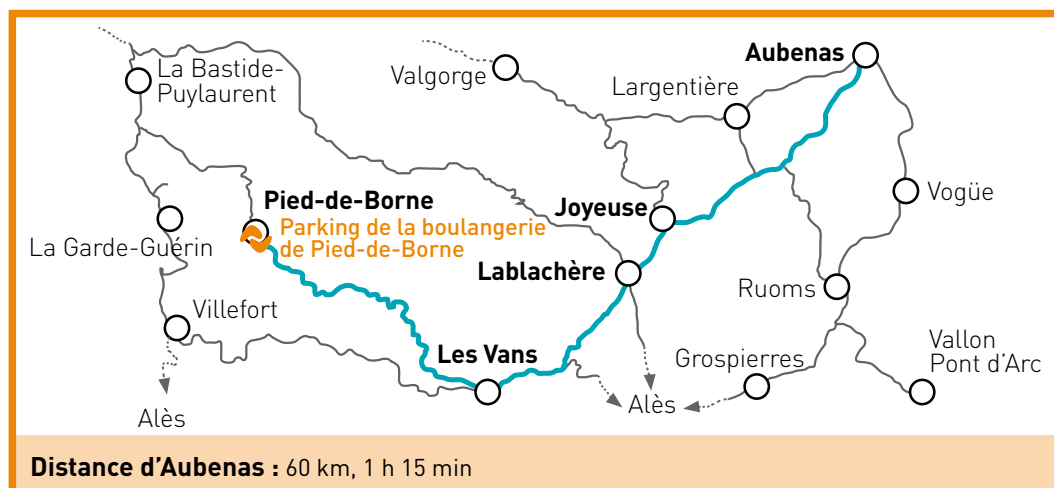 Aubenas
La Bastide-
Puylaurent
Valgorge
Largentière
Vogüe
Pied-de-Borne
Parking de la boulangerie
de Pied-de-Borne
Joyeuse
La Garde-Guérin
Lablachère
Ruoms
Villefort
Les Vans
Grospierres
Vallon
Pont d'Arc
Alès
Alès
Distance d'Aubenas : 60 km, 1 h 15 min